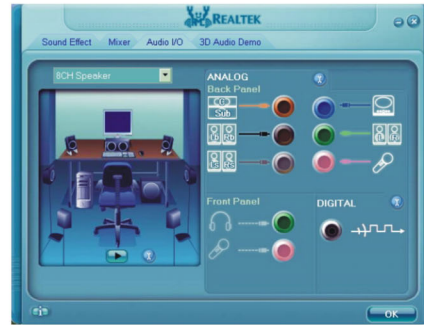 REALTEK
Sound Effect Mixer Audio I/O 3D Audio Demo
8CH Speaker
ANALOG
Back Panel
Sub
Front Panel
DIGITAL
OK